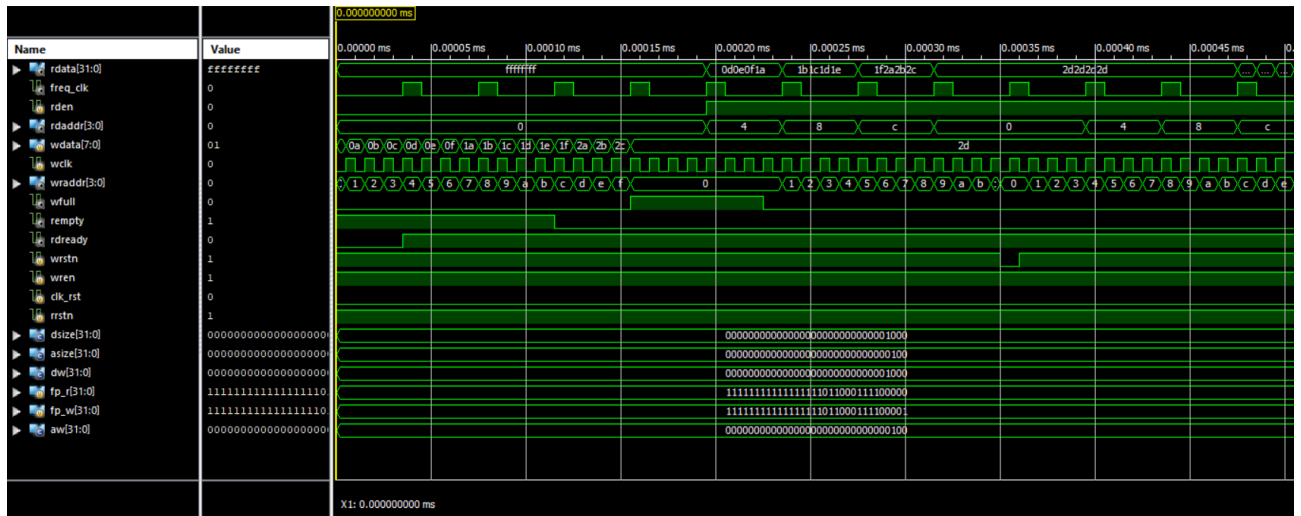 0.000000000 ms
Name Value 0.00000 ms 0.00005 ms 0.00010 ms 0.00015 ms 0.00020 ms 0.00025 ms 0.00030 ms 0.00035 ms 0.00040 ms 0.00045 ms 0.
rdata[31:0] ffffffff ffffffff 0d0e0f1a 1b1c1d1e 1f2a2b2c 2d2d2d2d ... ... ...
freq_clk 0
rden 0
rdaddr[3:0] 0 0 4 8 c 0 4 8 c
wdata[7:0] 01 0a 0b 0c 0d 0e 0f 1a 1b 1c 1d 1e 1f 2a 2b 2c 2d
wclk 0
wraddr[3:0] 0 1 2 3 4 5 6 7 8 9 a b c d e f 0 1 2 3 4 5 6 7 8 9 a b 0 1 2 3 4 5 6 7 8 9 a b c d e
wfull 0
rempty 1
rdready 0
wrstn 1
wren 1
clk_rst 0
rrstn 1
dsize[31:0] 0000000000000000000 00000000000000000000000000001000
asize[31:0] 0000000000000000000 00000000000000000000000000000100
dw[31:0] 0000000000000000000 00000000000000000000000000001000
fp_r[31:0] 11111111111111111011000111100000
fp_w[31:0] 11111111111111111011000111100001
aw[31:0] 0000000000000000000 00000000000000000000000000000100
X1: 0.000000000 ms